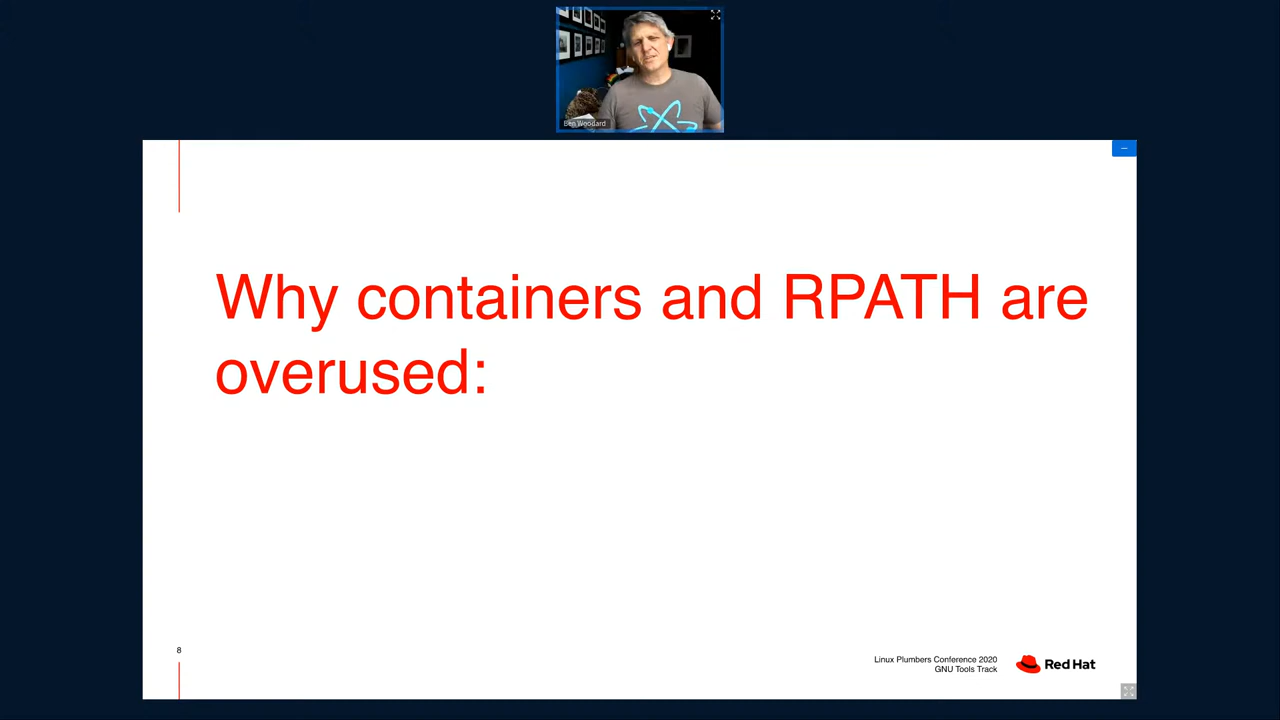 Ben Woodard
Why containers and RPATH are
overused:
8
Linux Plumbers Conference 2020
GNU Tools Track
Red Hat